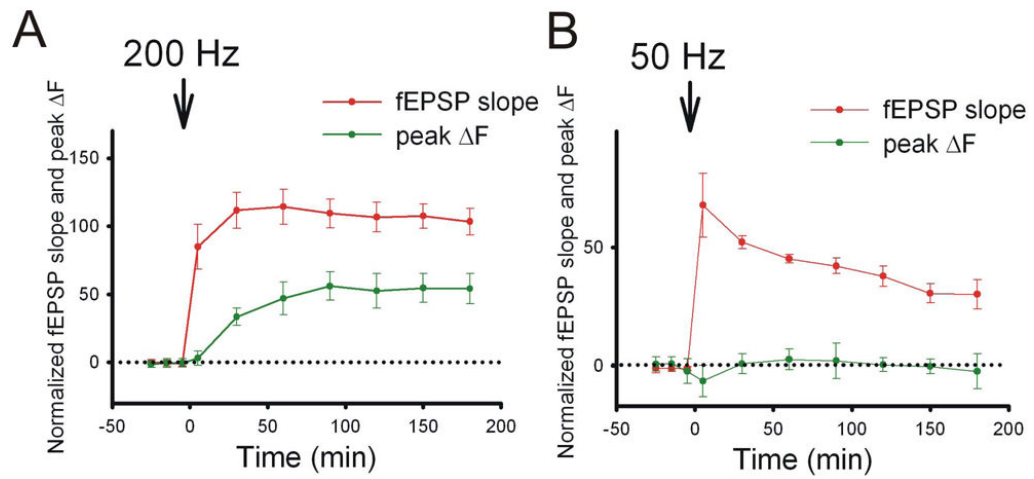 A
200 Hz
fEPSP slope
peak ΔF
Normalized fEPSP slope and peak ΔF
150
100
50
0
-50
0
50
100
150
200
Time (min)
B
50 Hz
fEPSP slope
peak ΔF
Normalized fEPSP slope and peak ΔF
50
0
-50
0
50
100
150
200
Time (min)